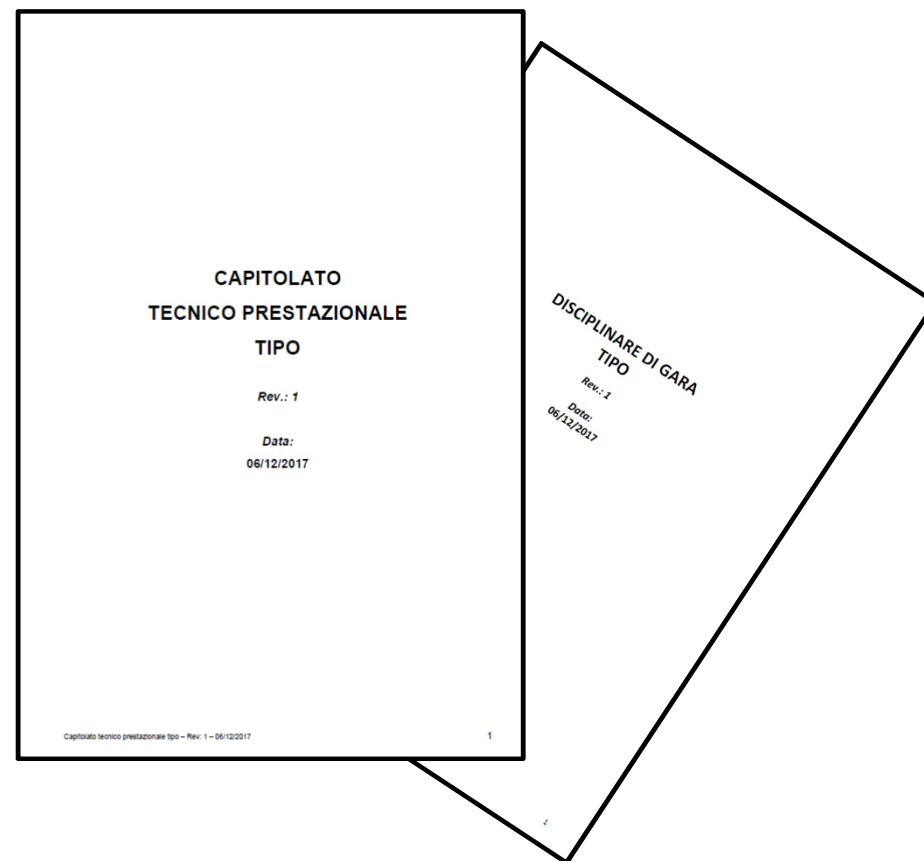 CAPITOLATO
TECNICO PRESTAZIONALE
TIPO
Rev.: 1
Data:
06/12/2017
Capitolato tecnico prestazionale tipo – Rev: 1 – 06/12/2017
1
DISCIPLINARE DI GARA
TIPO
Rev.: 1
Data:
06/12/2017
1